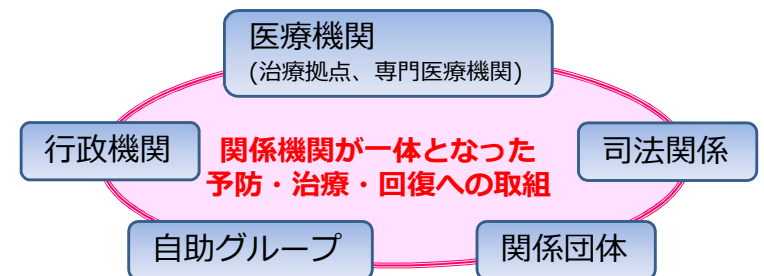 医療機関
(治療拠点、専門医療機関)
行政機関
関係機関が一体となった
予防・治療・回復への取組
司法関係
自助グループ
関係団体